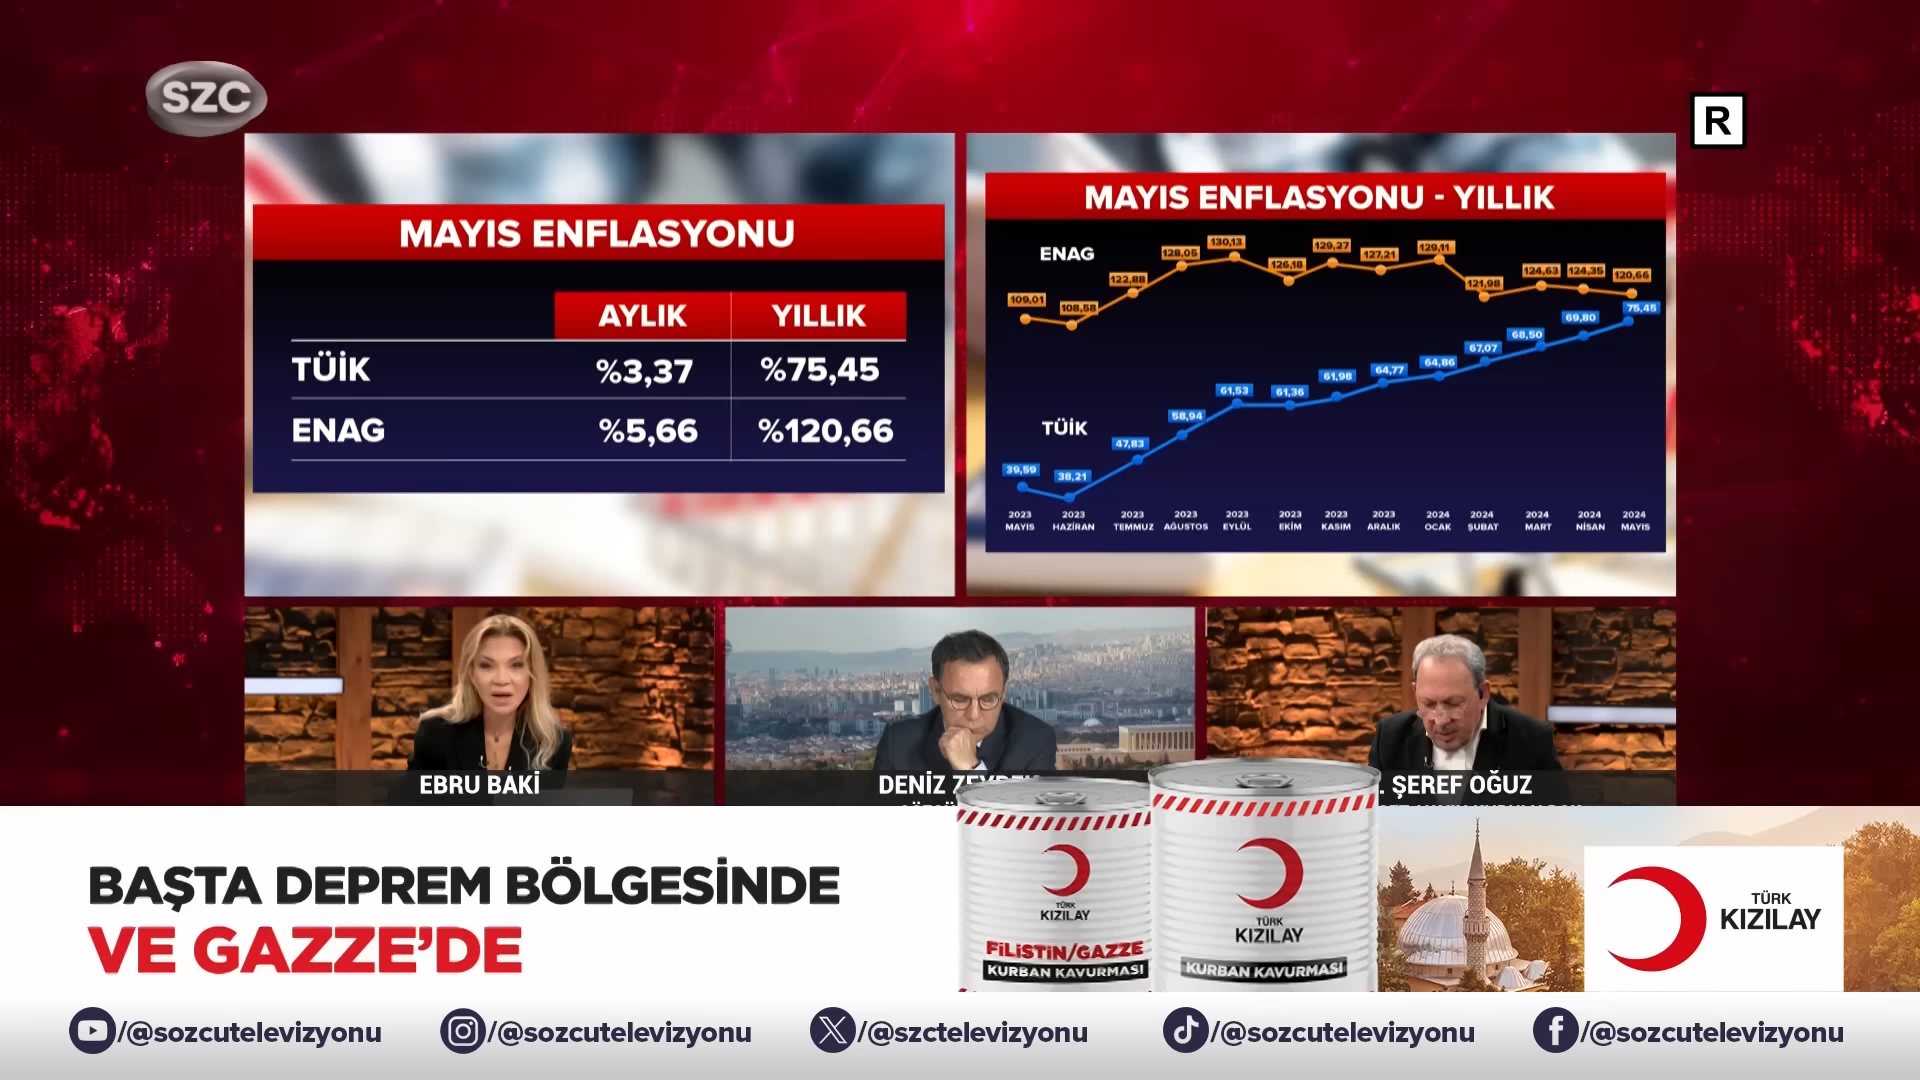 SZC
R
MAYIS ENFLASYONU
AYLIK YILLIK
TÜİK %3,37 %75,45
ENAG %5,66 %120,66
MAYIS ENFLASYONU - YILLIK
ENAG
109,01 108,58 122,88 128,05 130,13 126,18 129,27 127,21 129,11 121,98 124,63 124,35 120,66
TÜİK
39,59 38,21 47,83 58,94 61,53 61,36 61,98 64,77 64,86 67,07 68,50 69,80 75,45
2023 2023 2023 2023 2023 2023 2023 2023 2024 2024 2024 2024 2024
MAYIS HAZİRAN TEMMUZ AĞUSTOS EYLÜL EKİM KASIM ARALIK OCAK ŞUBAT MART NİSAN MAYIS
EBRU BAKİ
DENİZ
ŞEREF OĞUZ
BAŞTA DEPREM BÖLGESİNDE
VE GAZZE'DE
TÜRK
KIZILAY
FİLİSTİN/GAZZE
KURBAN KAVURMASI
TÜRK
KIZILAY
KURBAN KAVURMASI
TÜRK
KIZILAY
/@sozcutelevizyonu /@sozcutelevizyonu /@szctelevizyonu /@sozcutelevizyonu /@sozcutelevizyonu